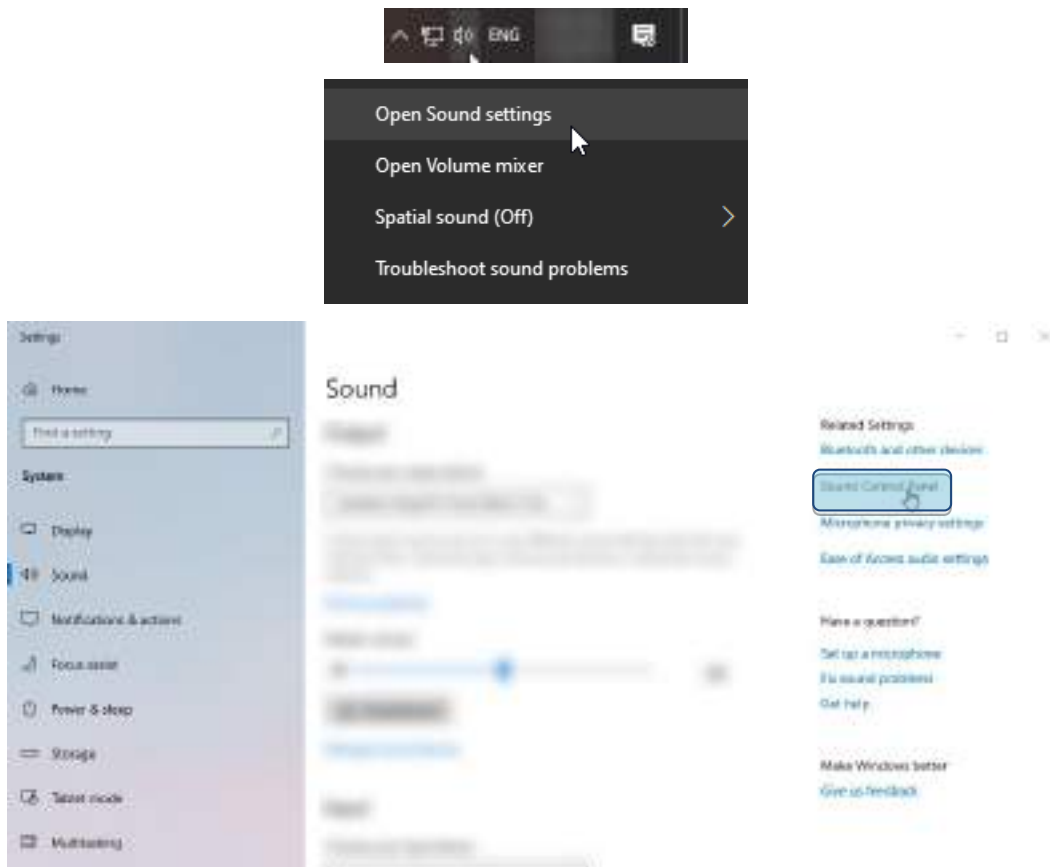 ENG
Open Sound settings
Open Volume mixer
Spatial sound (Off)
Troubleshoot sound problems
Settings
Home
Find a setting
System
Display
Sound
Notifications & actions
Focus assist
Power & sleep
Storage
Tablet mode
Multitasking
Sound
Output
Input
Related Settings
Bluetooth and other devices
Sound Control Panel
Microphone privacy settings
Ease of Access audio settings
Have a question?
Set up a microphone
Fix sound problems
Get help
Make Windows better
Give us feedback